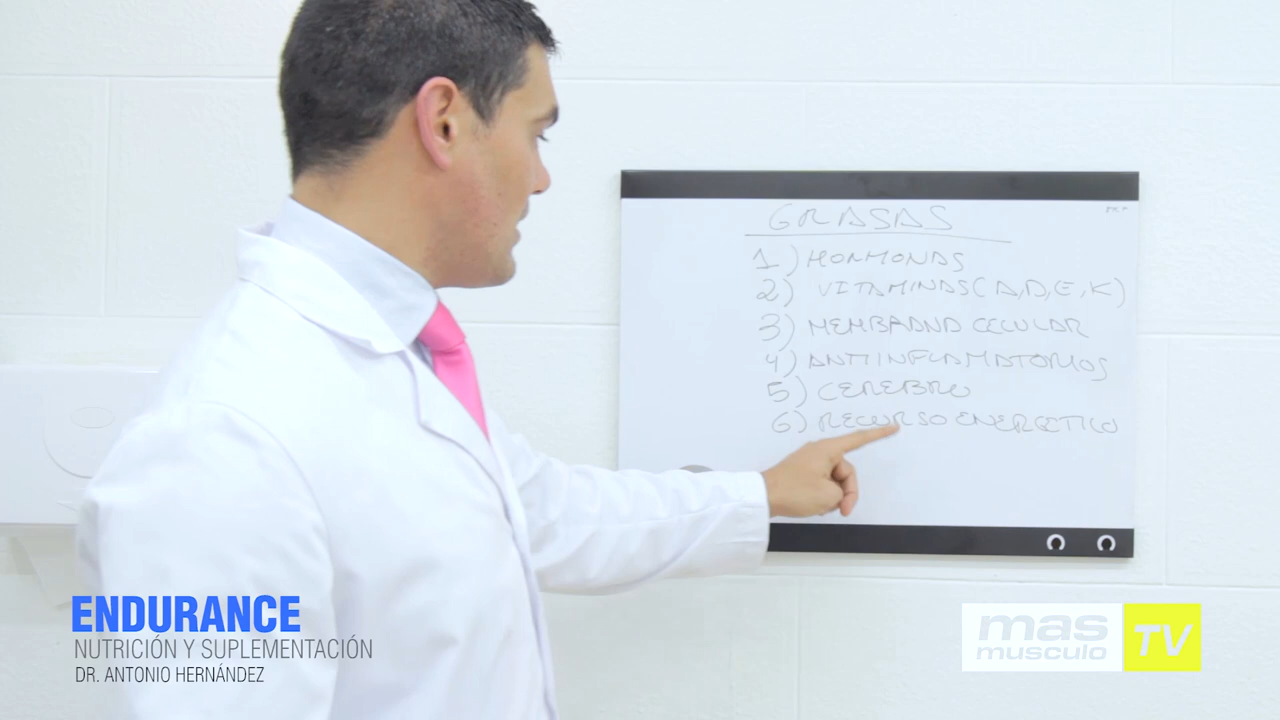 GRASAS
1) HORMONAS
2) VITAMINAS (A,D,E,K)
3) MEMBRANA CELULAR
4) ANTIINFLAMATORIOS
5) CEREBRO
6) RECURSO ENERGETICO
ENDURANCE
NUTRICIÓN Y SUPLEMENTACIÓN
DR. ANTONIO HERNÁNDEZ
mas
musculo
TV